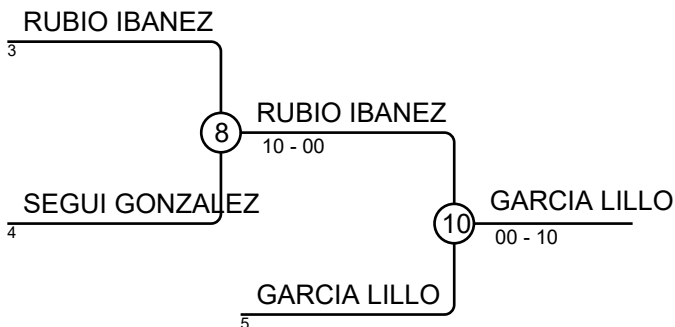 RUBIO IBANEZ
3
8
RUBIO IBANEZ
10 - 00
SEGUI GONZALEZ
4
10
GARCIA LILLO
00 - 10
GARCIA LILLO
5